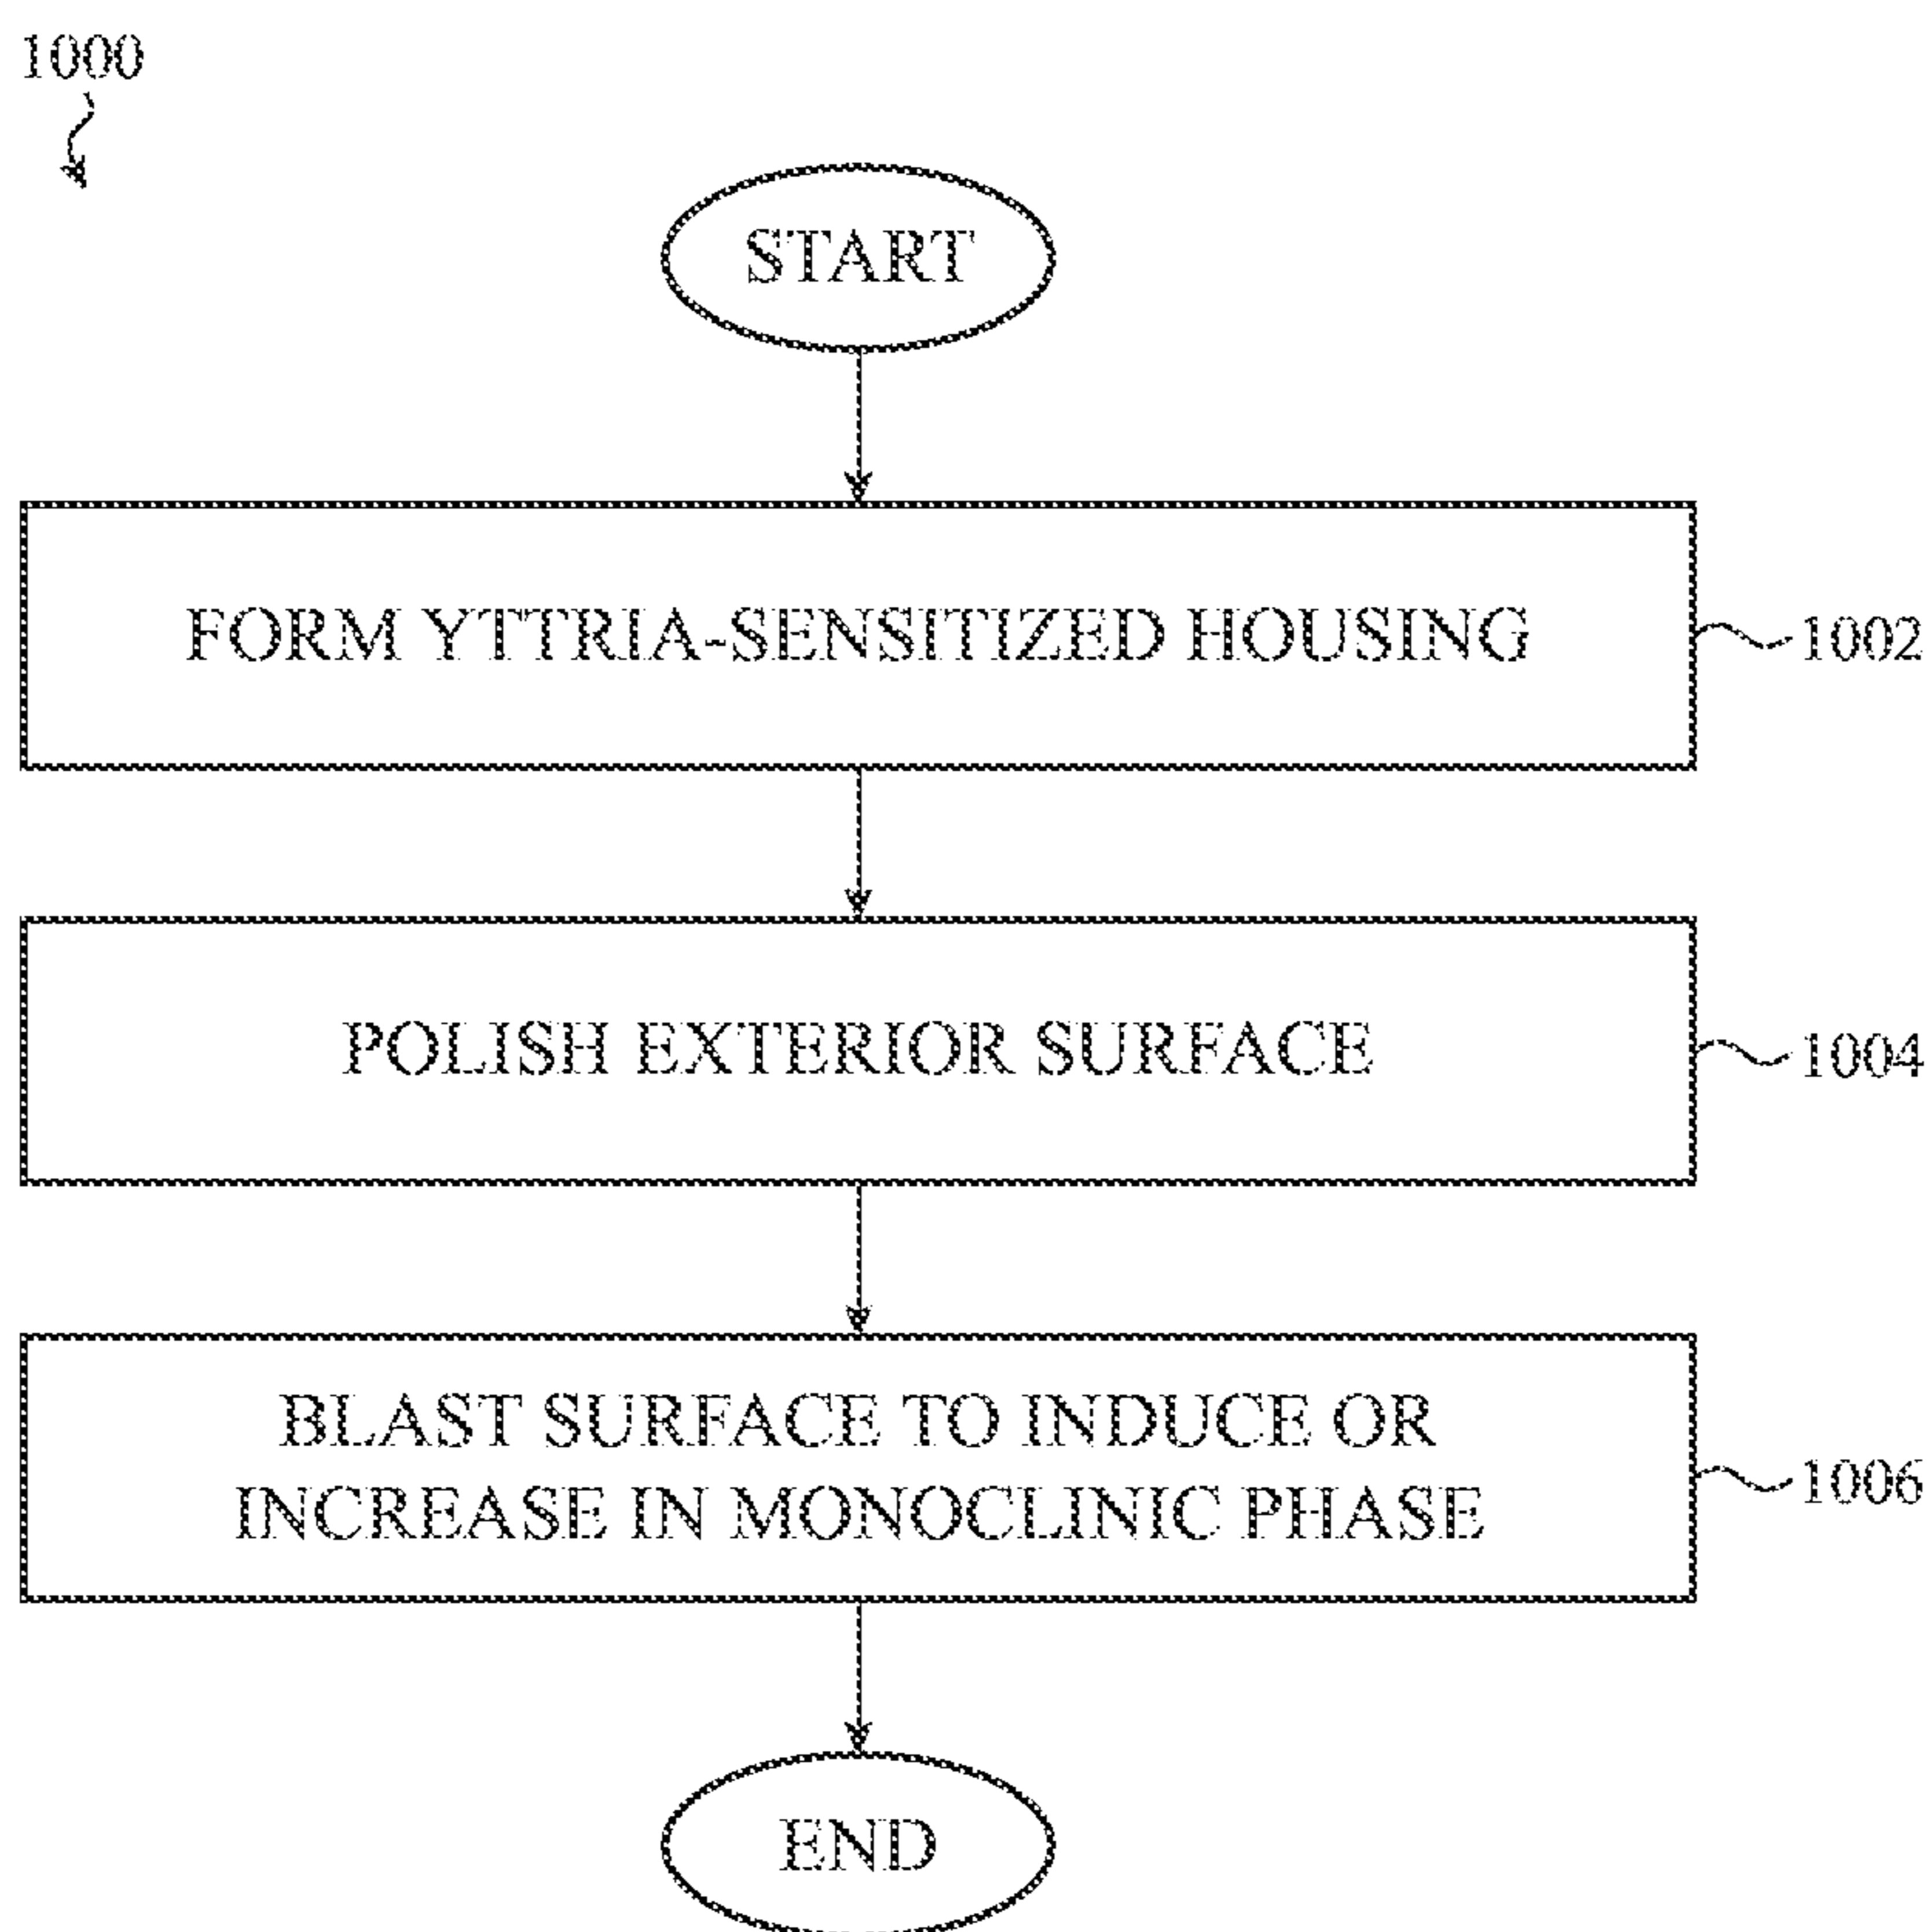 1000
START
FORM YTTRIA-SENSITIZED HOUSING
1002
POLISH EXTERIOR SURFACE
1004
BLAST SURFACE TO INDUCE OR
INCREASE IN MONOCLINIC PHASE
1006
END